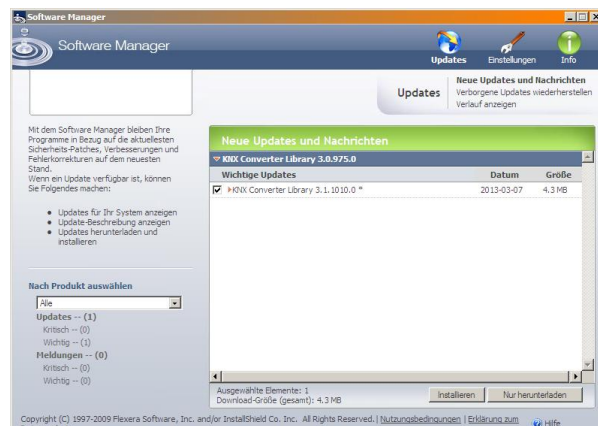 Software Manager
Software Manager
Updates
Einstellungen
Info
Updates
Neue Updates und Nachrichten
Verborgene Updates wiederherstellen
Verlauf anzeigen
Mit dem Software Manager bleiben Ihre
Programme in Bezug auf die aktuellesten
Sicherheits-Patches, Verbesserungen und
Fehlerkorrekturen auf dem neuesten
Stand.
Wenn ein Update verfügbar ist, können
Sie Folgendes machen:
Updates für Ihr System anzeigen
Update-Beschreibung anzeigen
Updates herunterladen und
installieren
Nach Produkt auswählen
Alle
Updates -- (1)
Kritisch -- (0)
Wichtig -- (1)
Meldungen -- (0)
Kritisch -- (0)
Wichtig -- (0)
Neue Updates und Nachrichten
KNX Converter Library 3.0.975.0
Wichtige Updates Datum Größe
KNX Converter Library 3.1.1010.0 * 2013-03-07 4.3 MB
Ausgewählte Elemente: 1
Download-Größe (gesamt): 4.3 MB
Installieren
Nur herunterladen
Copyright (C) 1997-2009 Flexera Software, Inc. and/or InstallShield Co. Inc. All Rights Reserved. | Nutzungsbedingungen | Erklärung zum
Hilfe